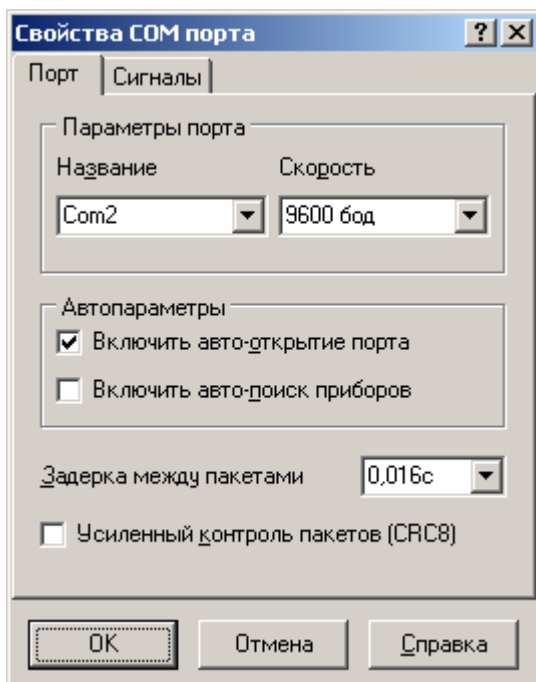 Свойства COM порта
Порт Сигналы
Параметры порта
Название Скорость
Com2 9600 бод
Автопараметры
Включить авто-открытие порта
Включить авто-поиск приборов
Задерка между пакетами 0,016с
Усиленный контроль пакетов (CRC8)
OK Отмена Справка